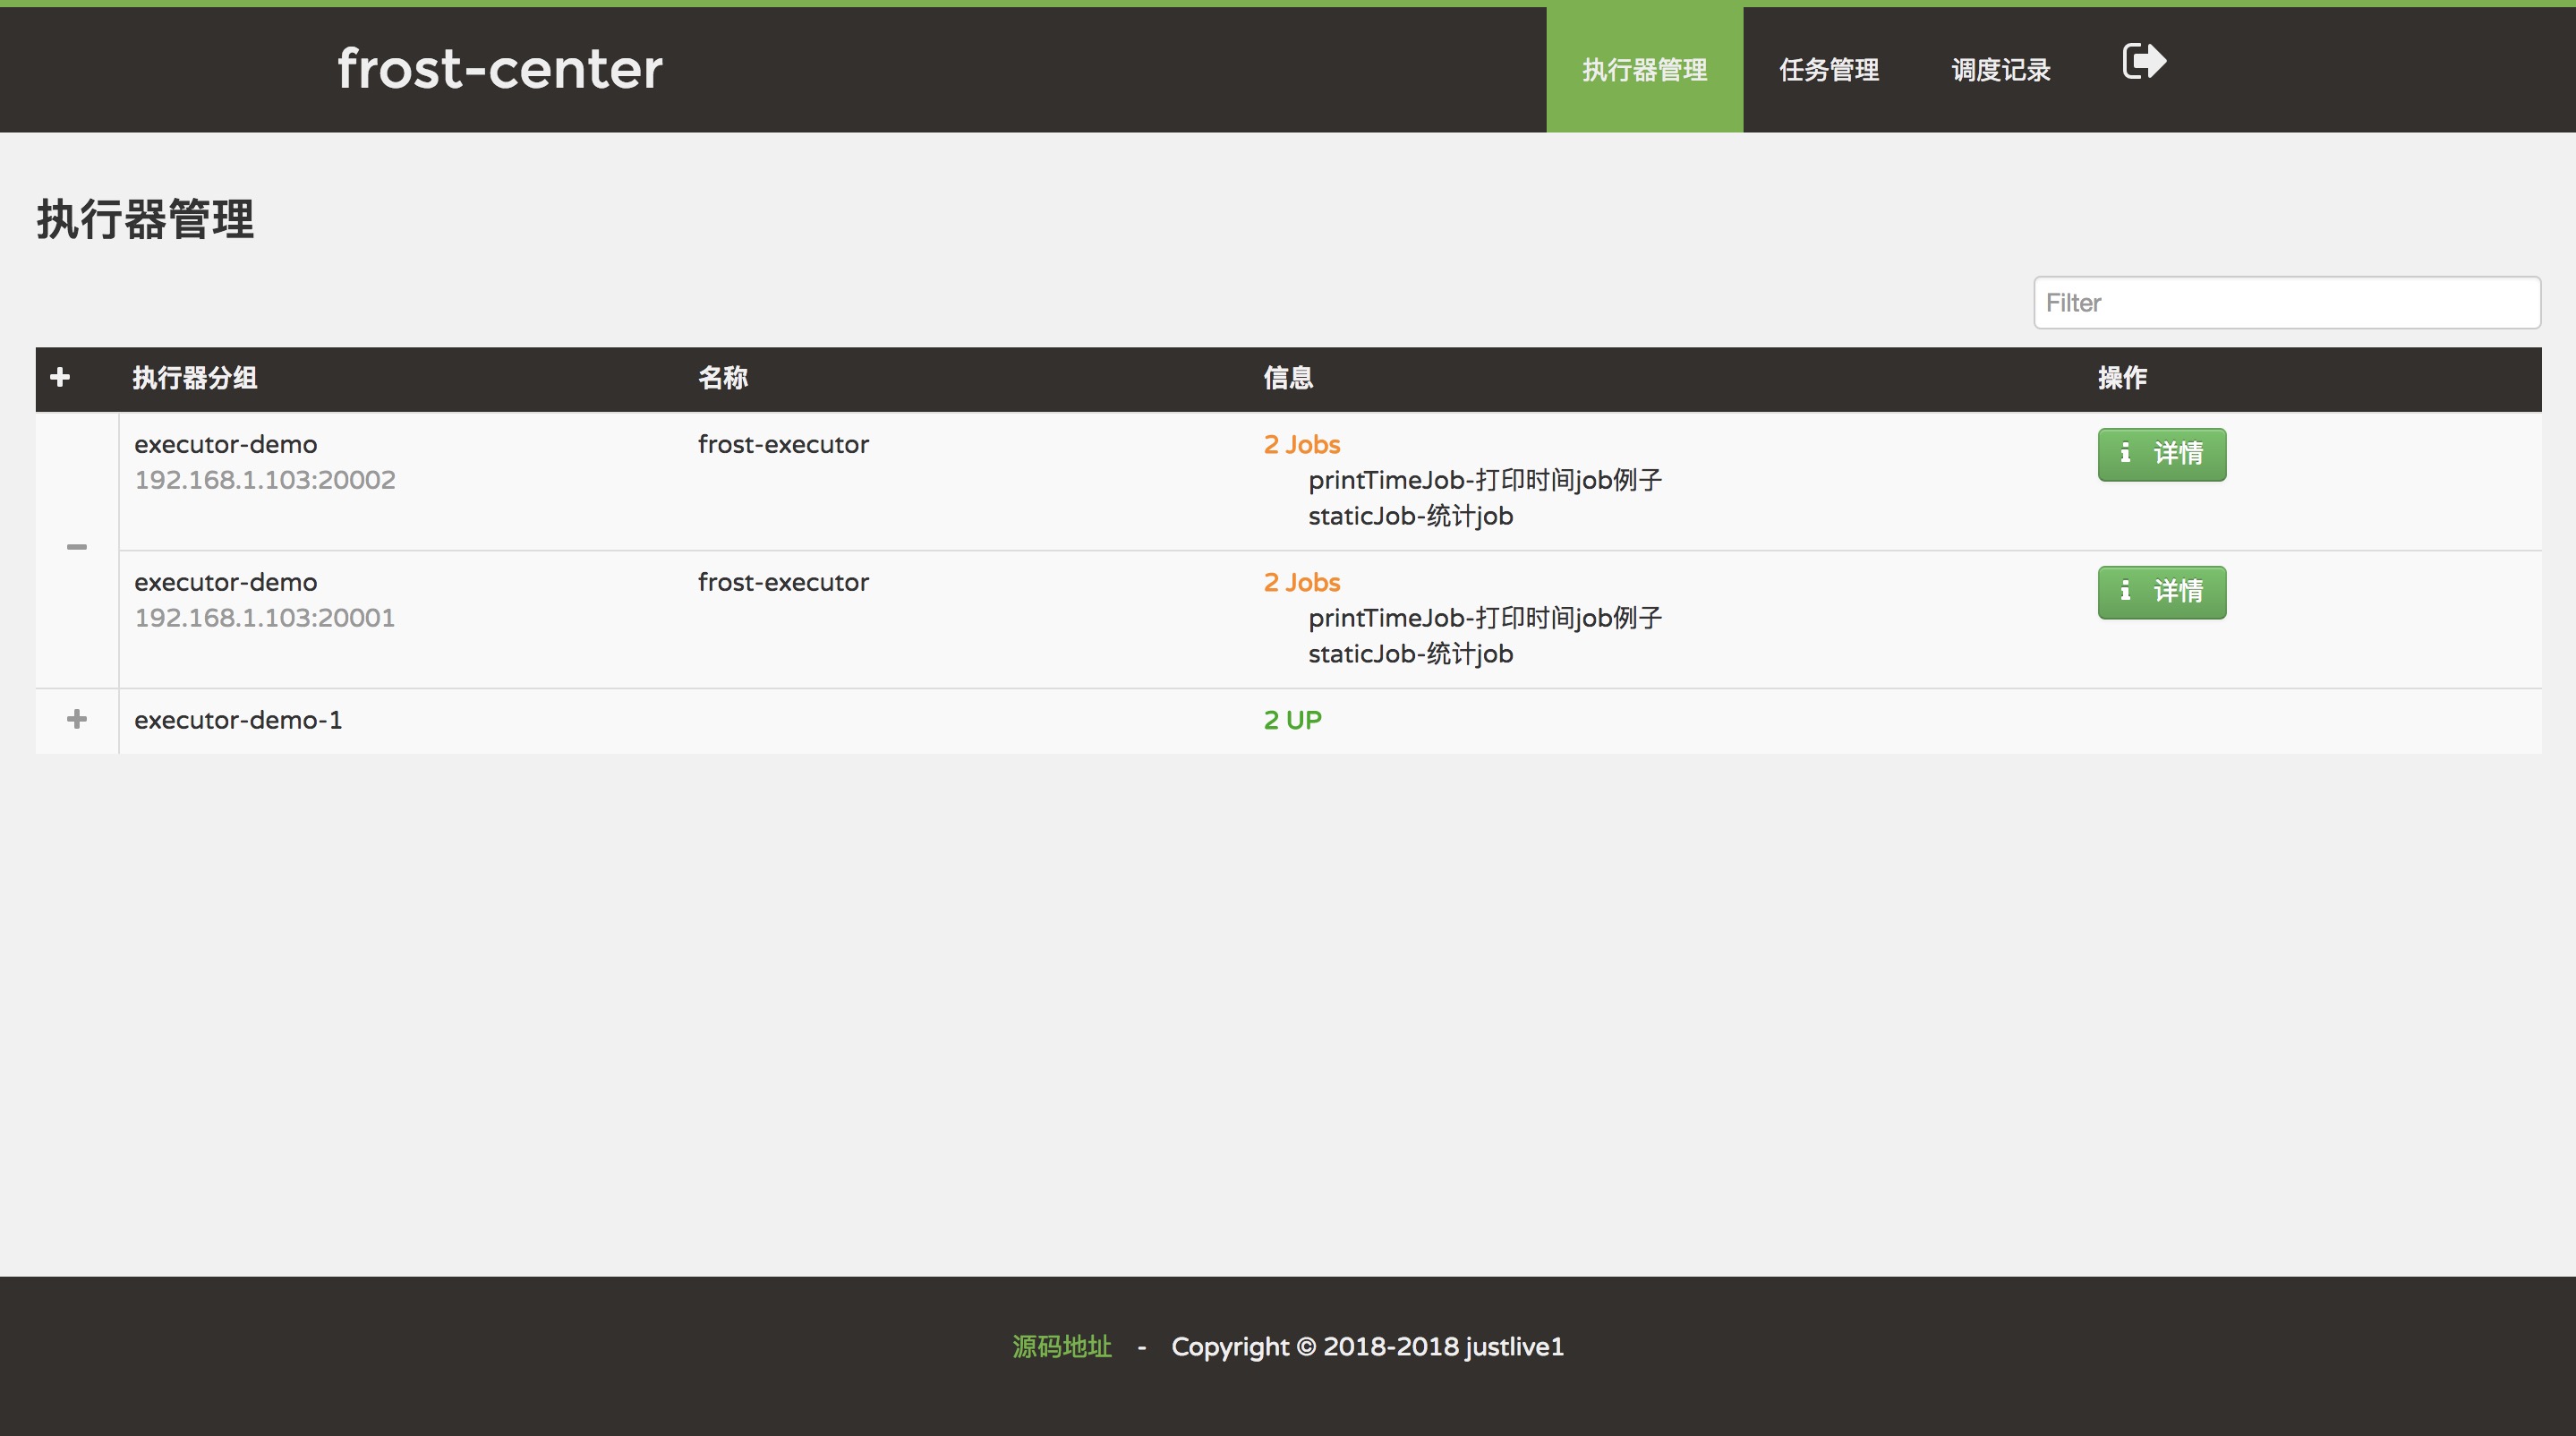 frost-center
执行器管理 任务管理 调度记录
执行器管理
Filter
执行器分组 名称 信息 操作
executor-demo frost-executor 2 Jobs 详情
192.168.1.103:20002 printTimeJob-打印时间job例子
staticJob-统计job
executor-demo frost-executor 2 Jobs 详情
192.168.1.103:20001 printTimeJob-打印时间job例子
staticJob-统计job
executor-demo-1 2 UP
源码地址 - Copyright © 2018-2018 justlive1